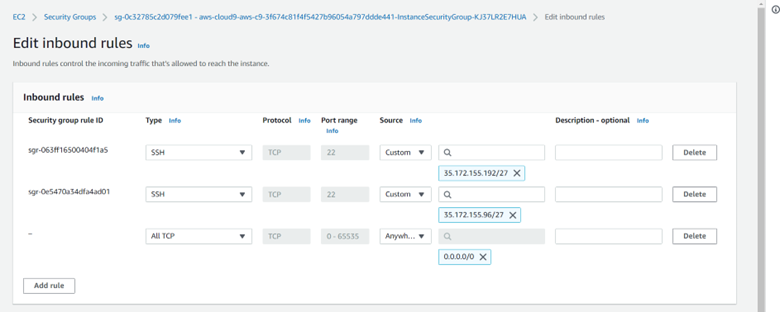 EC2 > Security Groups > sg-0c32785c2d079fee1 - aws-cloud9-aws-c9-3f674c81f4f5427b96054a797ddde441-InstanceSecurityGroup-KJ37LR2E7HUA > Edit inbound rules
Edit inbound rules Info
Inbound rules control the incoming traffic that's allowed to reach the instance.
Inbound rules Info
Security group rule ID Type Info Protocol Info Port range Info Source Info Description - optional Info
sgr-063ff16500404f1a5 SSH TCP 22 Custom Delete
35.172.155.192/27 X
sgr-0e5470a34dfa4ad01 SSH TCP 22 Custom Delete
35.172.155.96/27 X
– All TCP TCP 0 - 65535 Anywh... Delete
0.0.0.0/0 X
Add rule